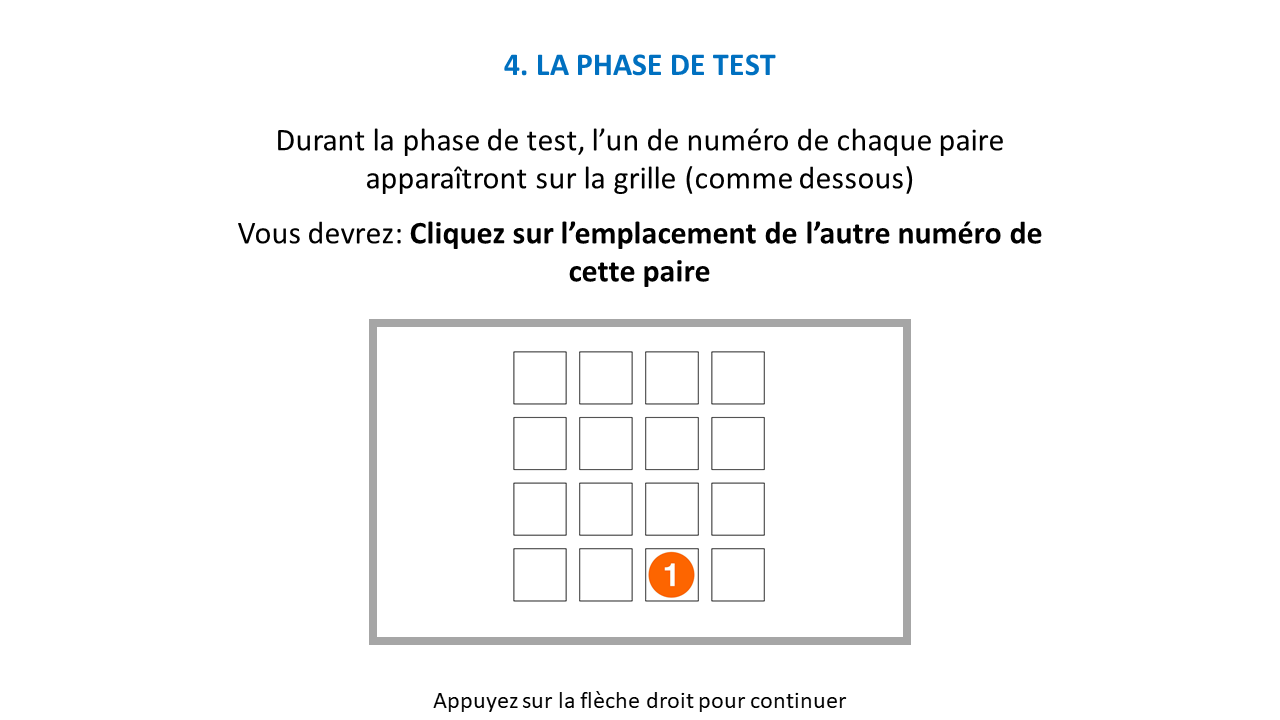 4. LA PHASE DE TEST
Durant la phase de test, l’un de numéro de chaque paire
apparaîtront sur la grille (comme dessous)
Vous devrez: Cliquez sur l’emplacement de l’autre numéro de
cette paire
1
Appuyez sur la flèche droit pour continuer